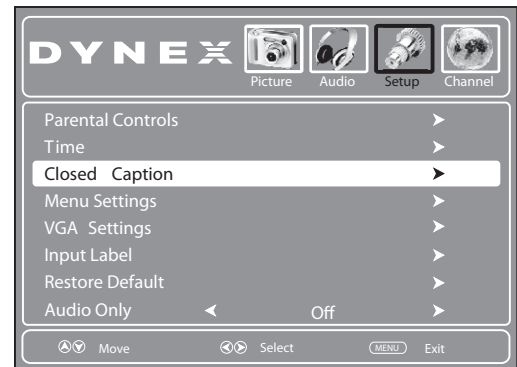 DYNEX
Picture Audio Setup Channel
Parental Controls
Time
Closed Caption
Menu Settings
VGA Settings
Input Label
Restore Default
Audio Only Off
Move Select MENU Exit